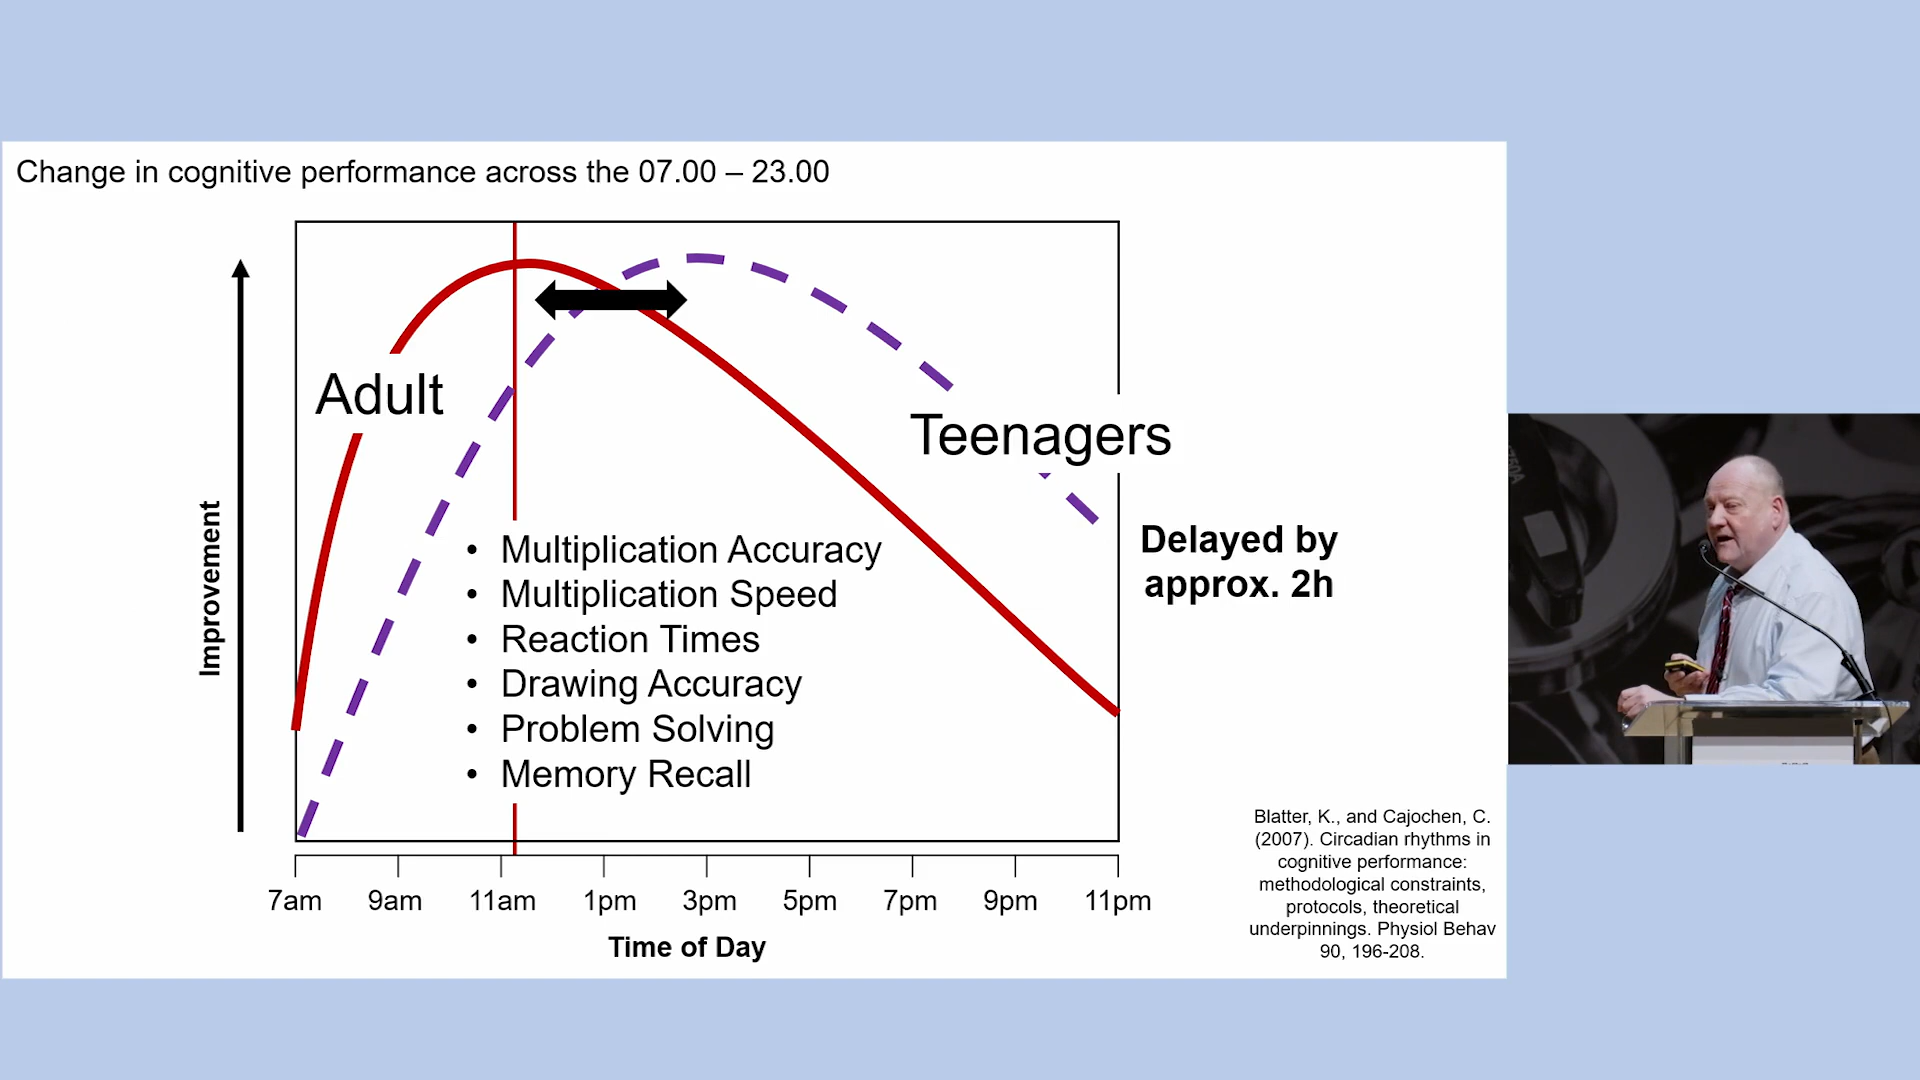 Change in cognitive performance across the 07.00 – 23.00
Adult
Teenagers
Improvement
• Multiplication Accuracy
• Multiplication Speed
• Reaction Times
• Drawing Accuracy
• Problem Solving
• Memory Recall
Delayed by
approx. 2h
7am 9am 11am 1pm 3pm 5pm 7pm 9pm 11pm
Time of Day
Blatter, K., and Cajochen, C.
(2007). Circadian rhythms in
cognitive performance:
methodological constraints,
protocols, theoretical
underpinnings. Physiol Behav
90, 196-208.